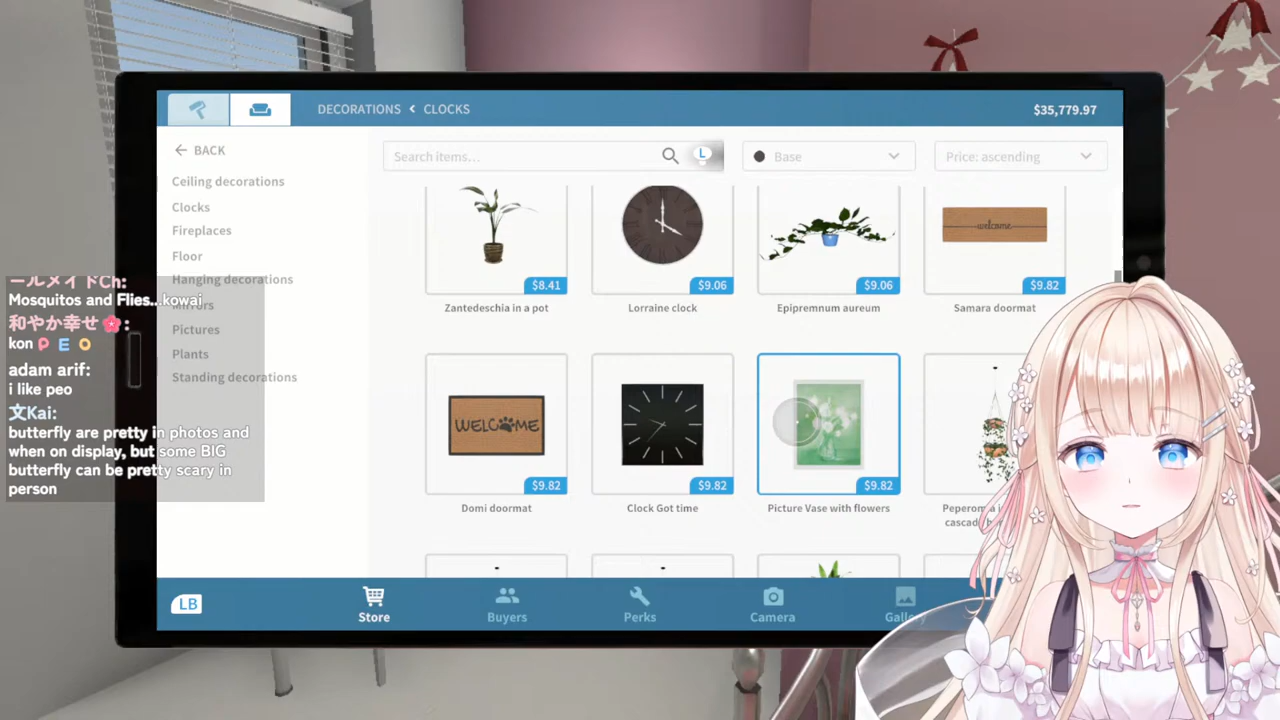 DECORATIONS < CLOCKS
$35,779.97
BACK
Search items...
L
Base
Price: ascending
Ceiling decorations
Clocks
Fireplaces
Floor
Hanging decorations
Mirrors
Pictures
Plants
Standing decorations
$8.41
$9.06
$9.06
$9.82
Zantedeschia in a pot
Lorraine clock
Epipremnum aureum
Samara doormat
welcome
WELCOME
$9.82
$9.82
$9.82
Domi doormat
Clock Got time
Picture Vase with flowers
ールメイドCh:
Mosquitos and Flies...kowai
和やか幸せ🌸:
kon P E O
adam arif:
i like peo
文Kai:
butterfly are pretty in photos and
when on display, but some BIG
butterfly can be pretty scary in
person
LB
Store
Buyers
Perks
Camera